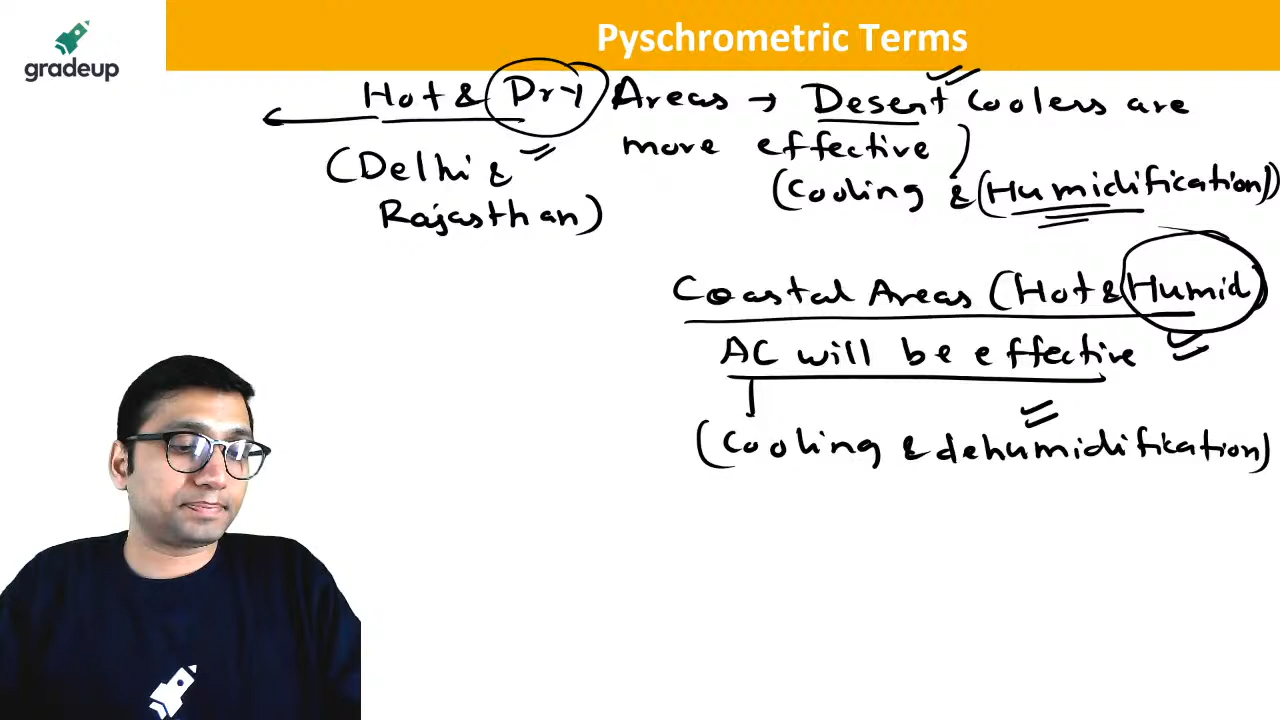 gradeup
Pyschrometric Terms
Hot & Dry Areas → Desert Coolers are
more effective
(Delhi &
Rajasthan)
(Cooling & (Humidification))
Coastal Areas (Hot & Humid)
AC will be effective
(Cooling & dehumidification)